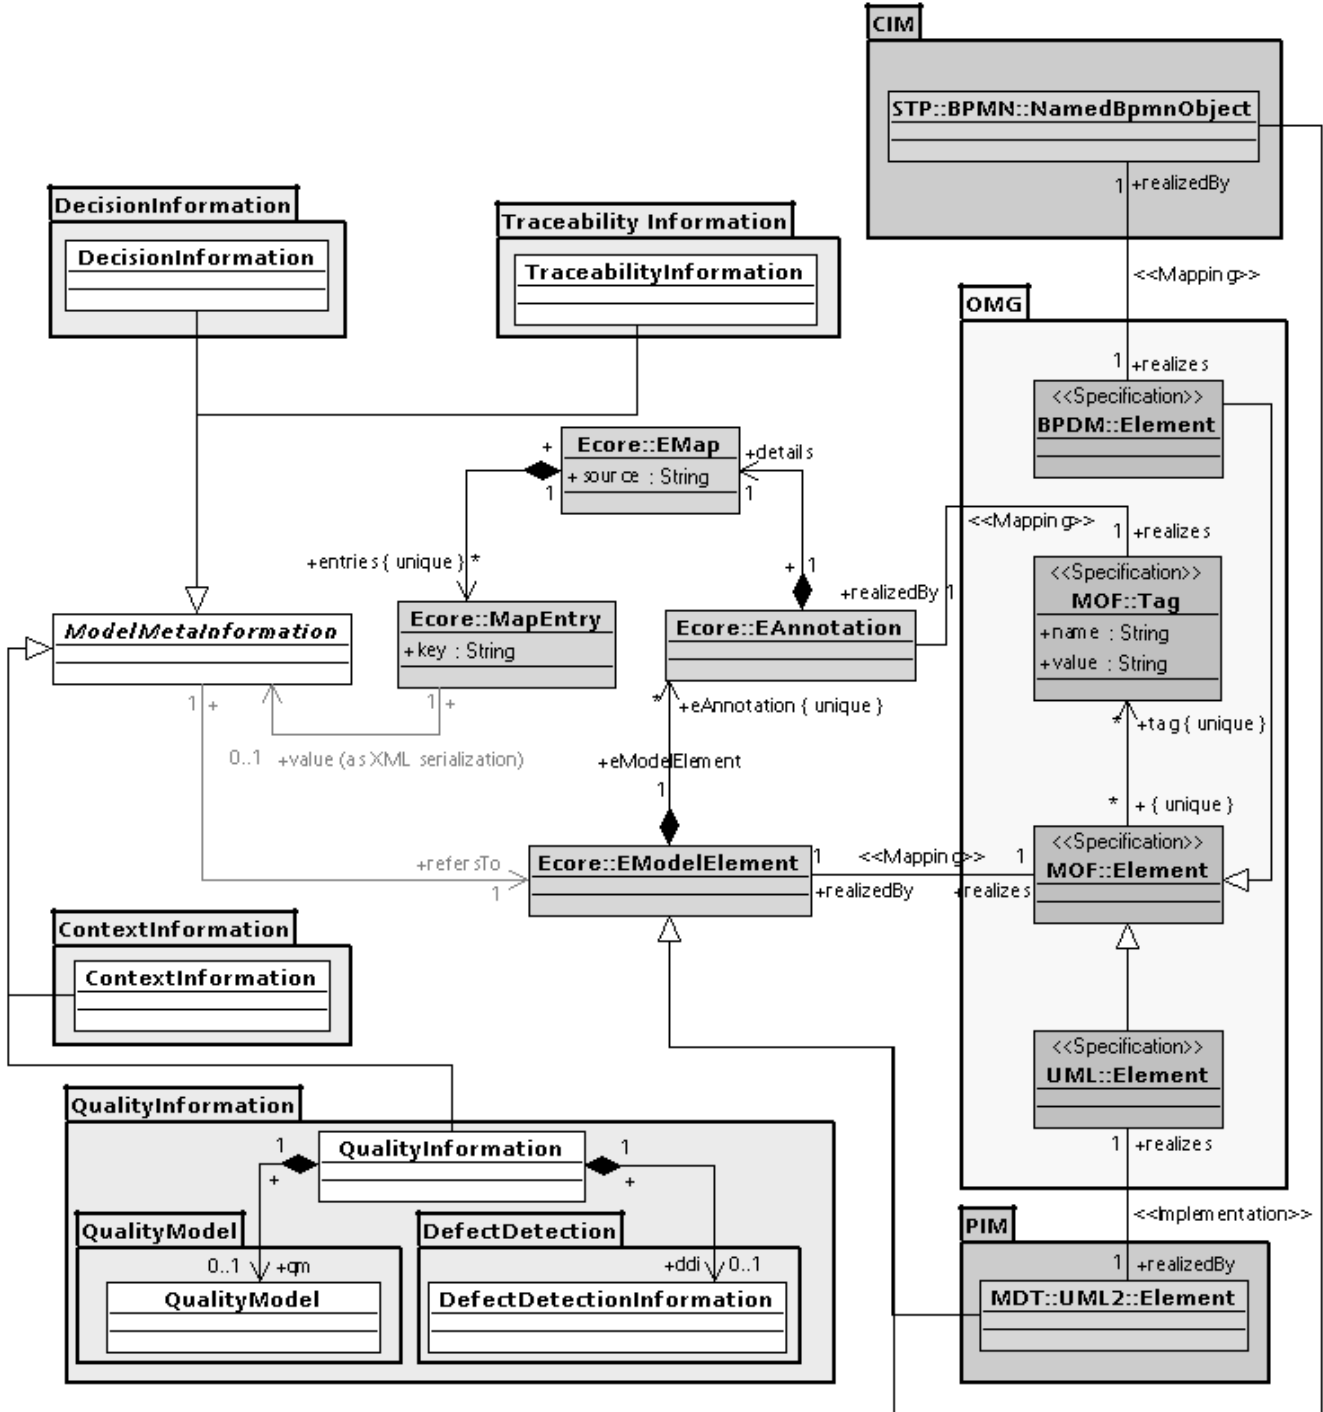 CIM
STP::BPMN::NamedBpmnObject
1 +realizedBy
<<Mapping>>
DecisionInformation
DecisionInformation
Traceability Information
TraceabilityInformation
OMG
1 +realizes
<<Specification>>
BPDM::Element
Ecore::EMap
+ source : String
+
1
+details
1
<<Mapping>>
1 +realizes
+entries { unique } *
+ 1
+realizedBy 1
<<Specification>>
MOF::Tag
+name : String
+value : String
ModelMetaInformation
Ecore::MapEntry
+key : String
Ecore::EAnnotation
1 +
1 +
* +eAnnotation { unique }
* +tag { unique }
0..1 +value (as XML serialization)
+eModelElement
1
* + { unique }
+refersTo
1
Ecore::EModelElement
1 <<Mapping>> 1
+realizedBy +realizes
<<Specification>>
MOF::Element
ContextInformation
ContextInformation
<<Specification>>
UML::Element
1 +realizes
QualityInformation
QualityInformation
1
+
1
+
QualityModel
0..1 +qm
QualityModel
DefectDetection
+ddi 0..1
DefectDetectionInformation
<<Implementation>>
PIM
1 +realizedBy
MDT::UML2::Element